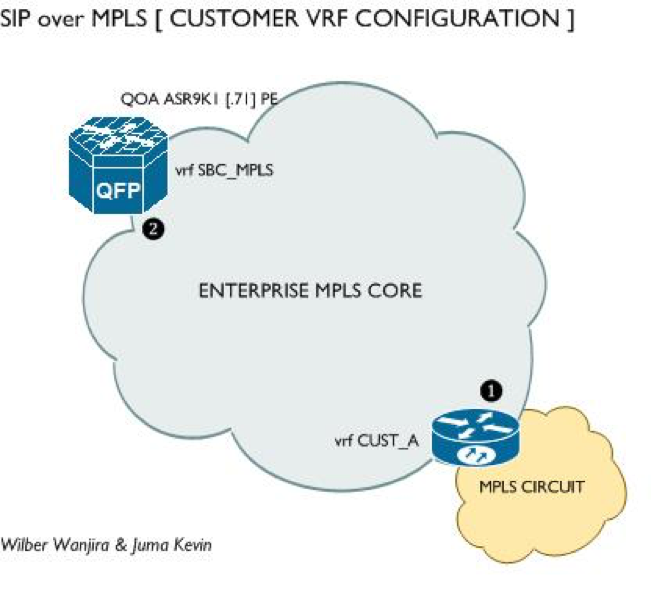 SIP over MPLS [ CUSTOMER VRF CONFIGURATION ]
QOA ASR9K1 [.71] PE
vrf SBC_MPLS
QFP
2
ENTERPRISE MPLS CORE
1
vrf CUST_A
MPLS CIRCUIT
Wilber Wanjira & Juma Kevin